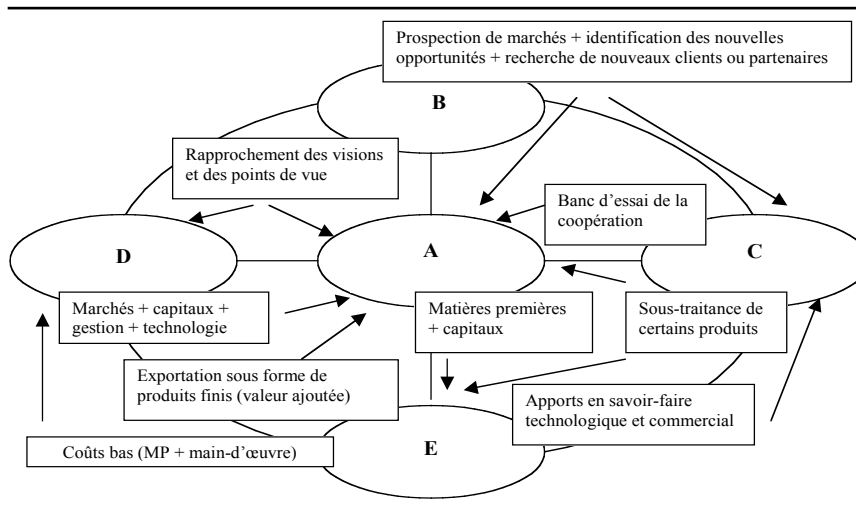 Prospection de marchés + identification des nouvelles
opportunités + recherche de nouveaux clients ou partenaires
B
Rapprochement des visions
et des points de vue
Banc d’essai de la
coopération
D
A
C
Marchés + capitaux +
gestion + technologie
Matières premières
+ capitaux
Sous-traitance de
certains produits
Exportation sous forme de
produits finis (valeur ajoutée)
Apports en savoir-faire
technologique et commercial
Coûts bas (MP + main-d’œuvre)
E